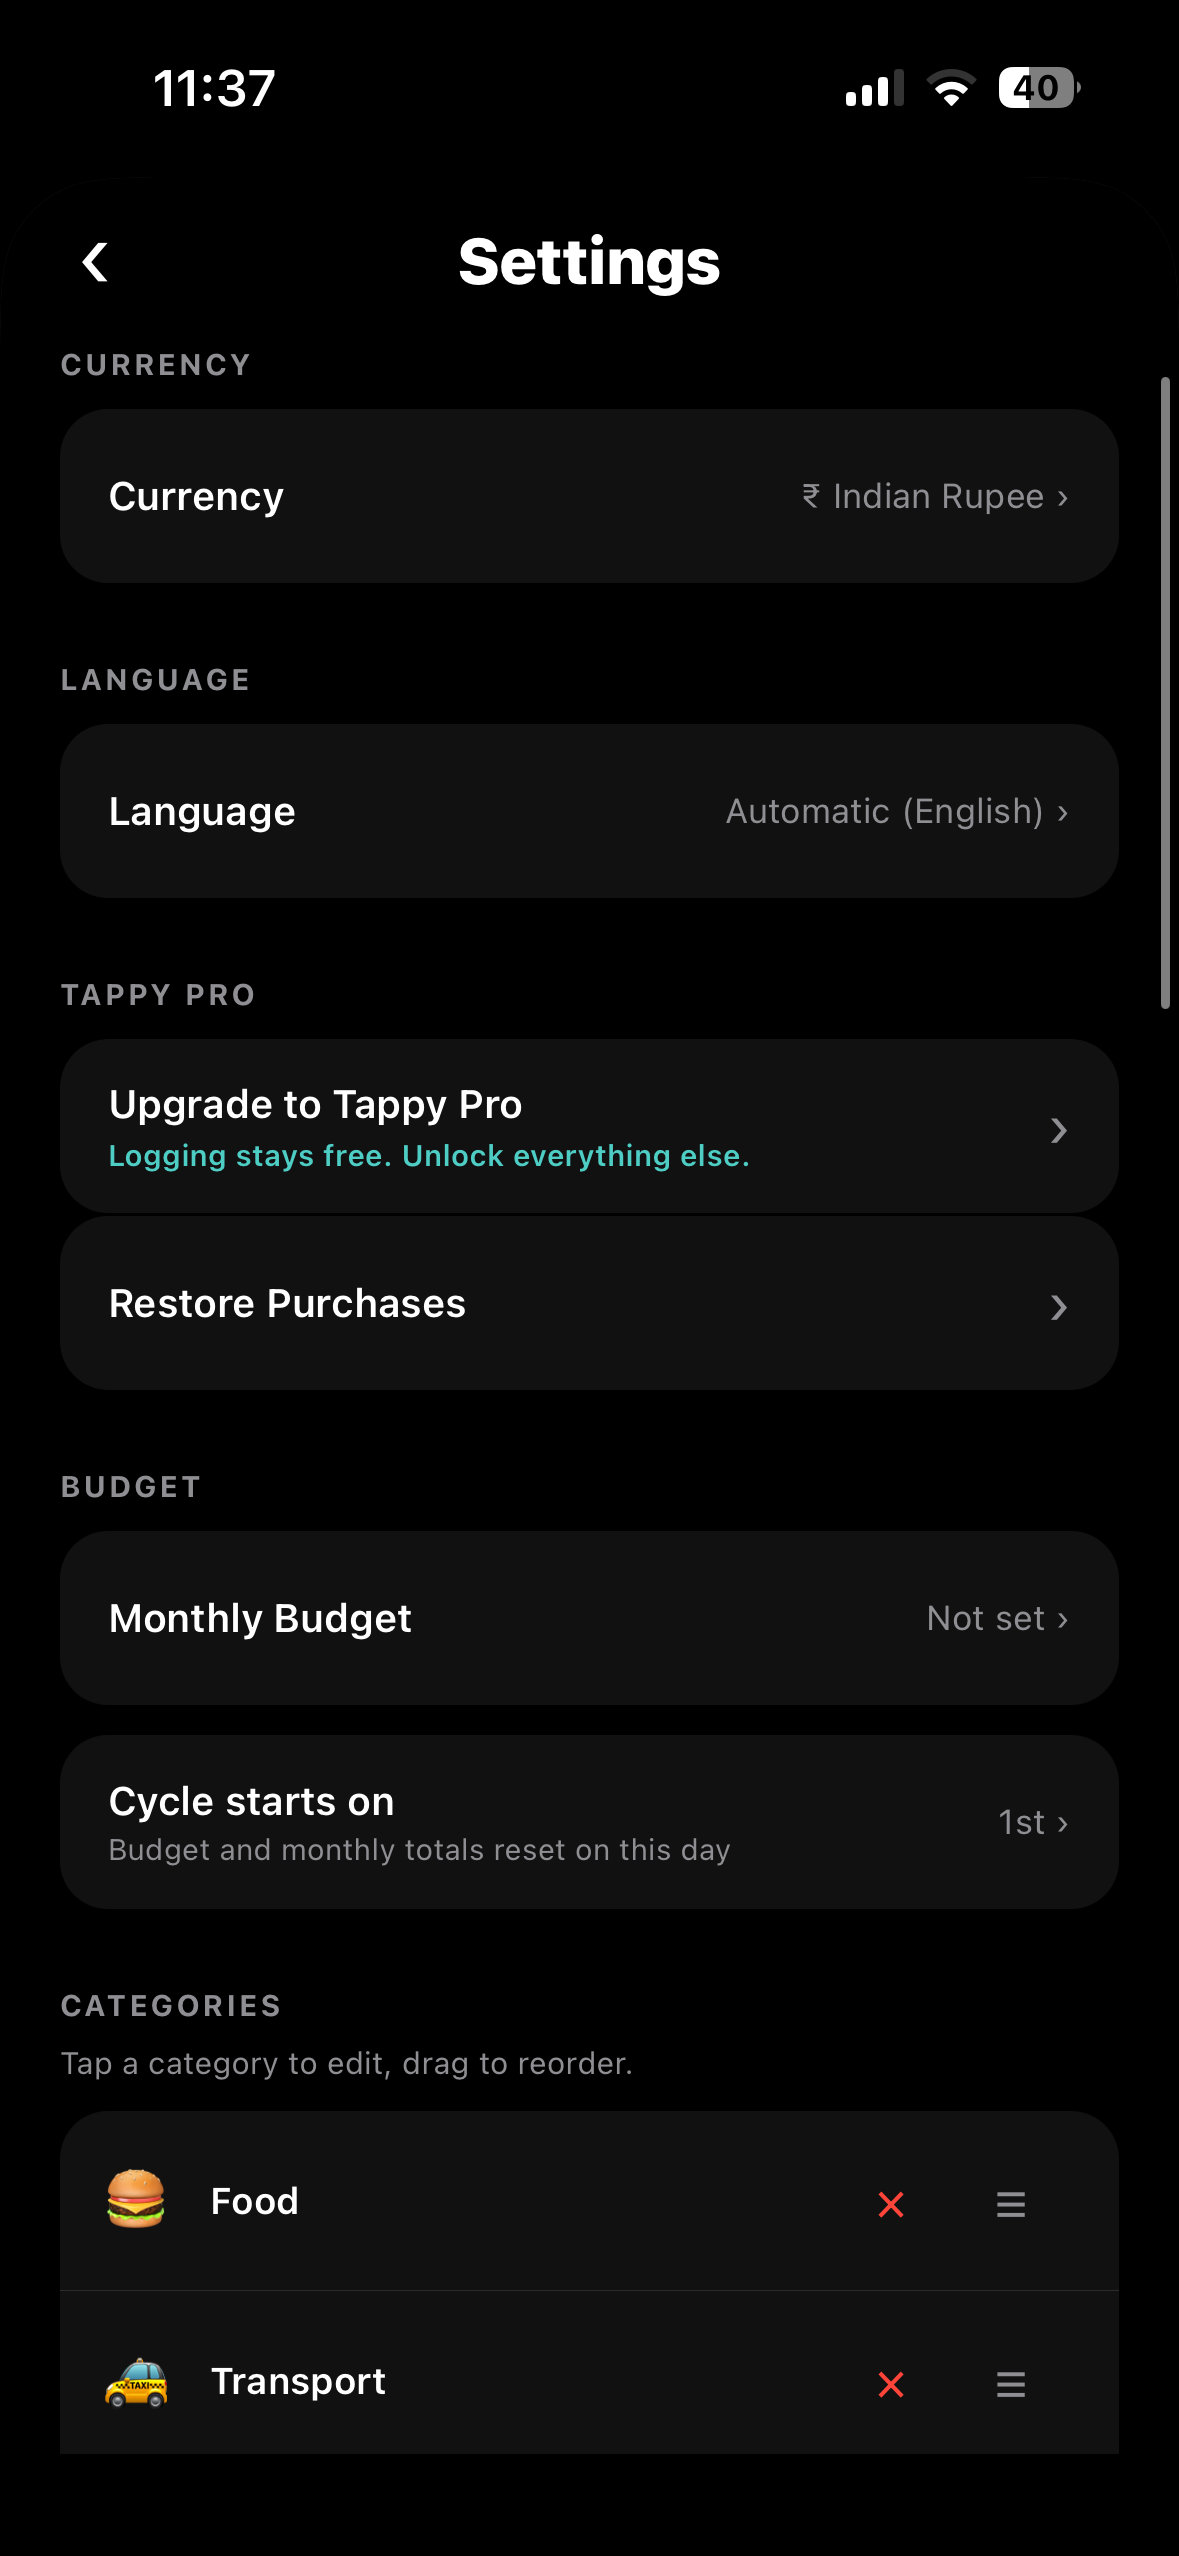 11:37
40
Settings
CURRENCY
Currency
₹ Indian Rupee ›
LANGUAGE
Language
Automatic (English) ›
TAPPY PRO
Upgrade to Tappy Pro
Logging stays free. Unlock everything else.
Restore Purchases
BUDGET
Monthly Budget
Not set ›
Cycle starts on
Budget and monthly totals reset on this day
1st ›
CATEGORIES
Tap a category to edit, drag to reorder.
Food
TAXI
Transport